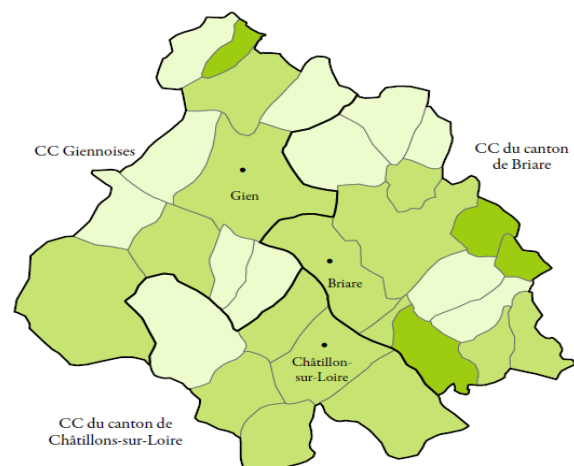 CC Giennoises
CC du canton
de Briare
Gien
Briare
Châtillon-
sur-Loire
CC du canton de
Châtillons-sur-Loire